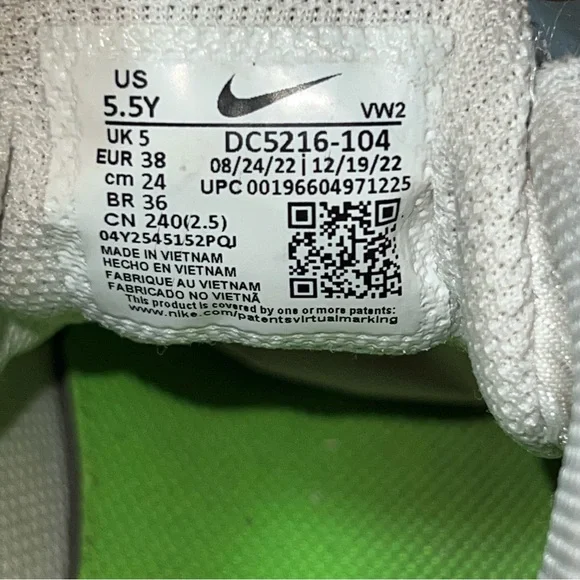 US
5.5Y
VW2
UK 5
EUR 38
cm 24
BR 36
CN 240(2.5)
DC5216-104
08/24/22 | 12/19/22
UPC 00196604971225
04Y2545152PQJ
MADE IN VIETNAM
HECHO EN VIETNAM
FABRIQUE AU VIETNAM
FABRICADO NO VIETNÃ
This product is covered by one or more patents:
www.nike.com/patentsvirtualmarking